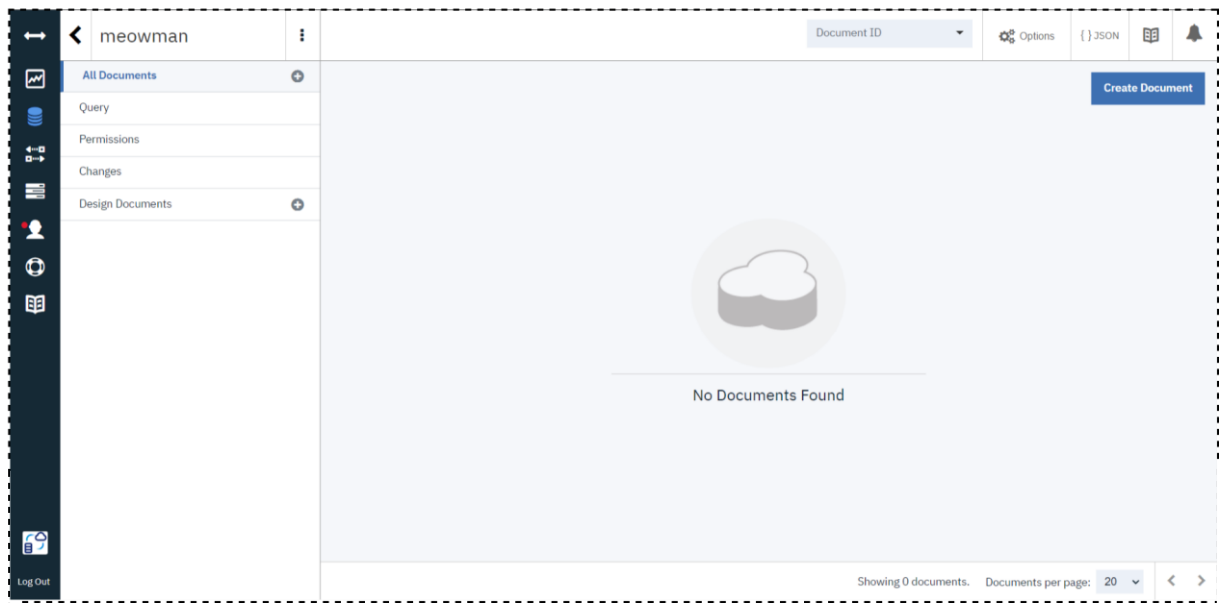 meowman
Document ID
Options
{ } JSON
All Documents
Query
Permissions
Changes
Design Documents
Create Document
No Documents Found
Log Out
Showing 0 documents. Documents per page: 20